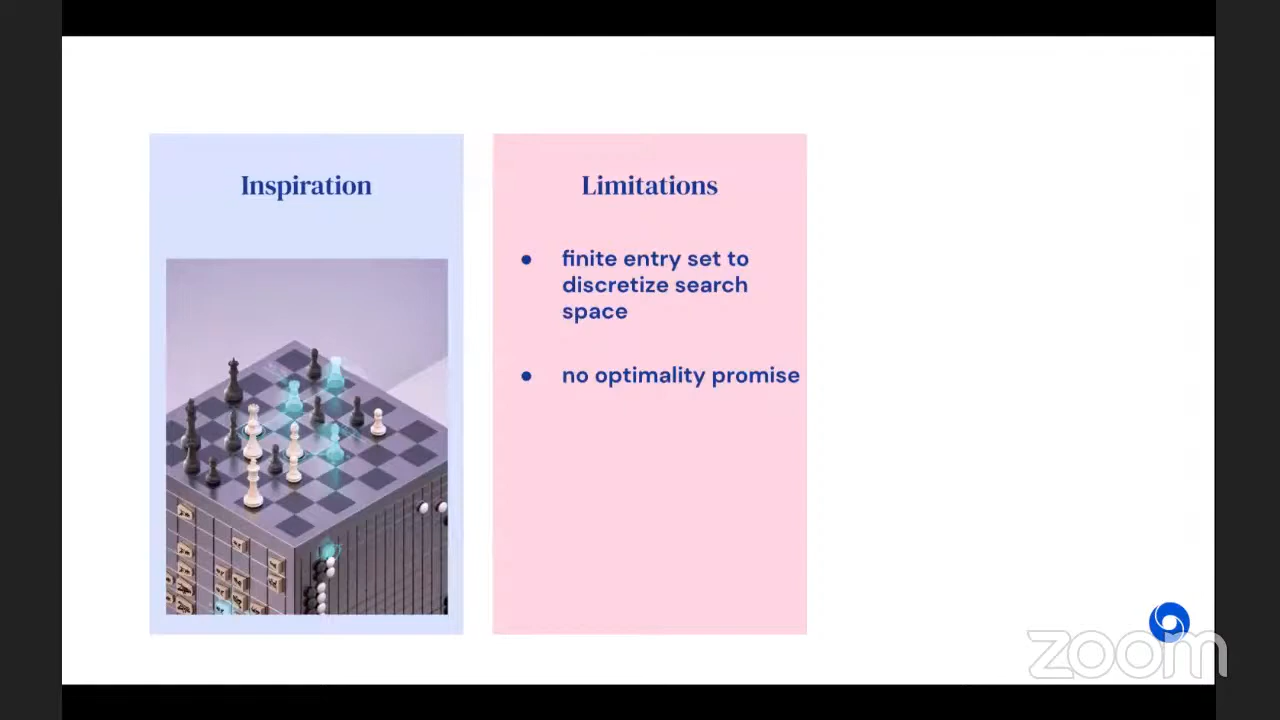 Inspiration
Limitations
● finite entry set to
discretize search
space
● no optimality promise
zoom